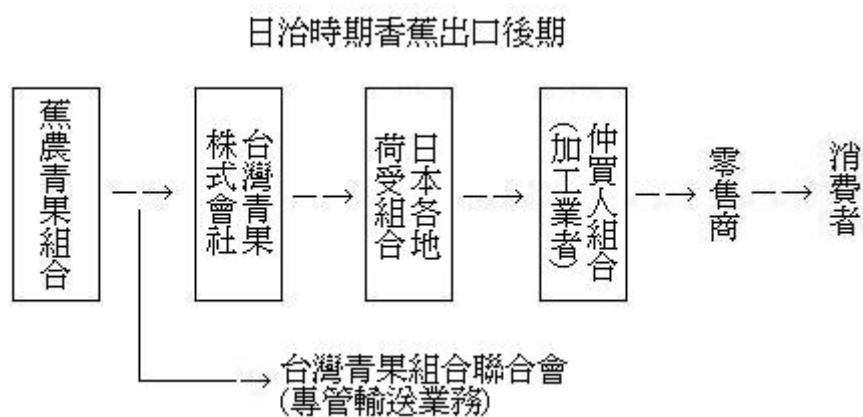 日治時期香蕉出口後期
蕉農青果組合
台灣青果
株式會社
日本各地
荷受組合
仲買人組合
(加工業者)
零售商
消費者
台灣青果組合聯合會
(專管輸送業務)